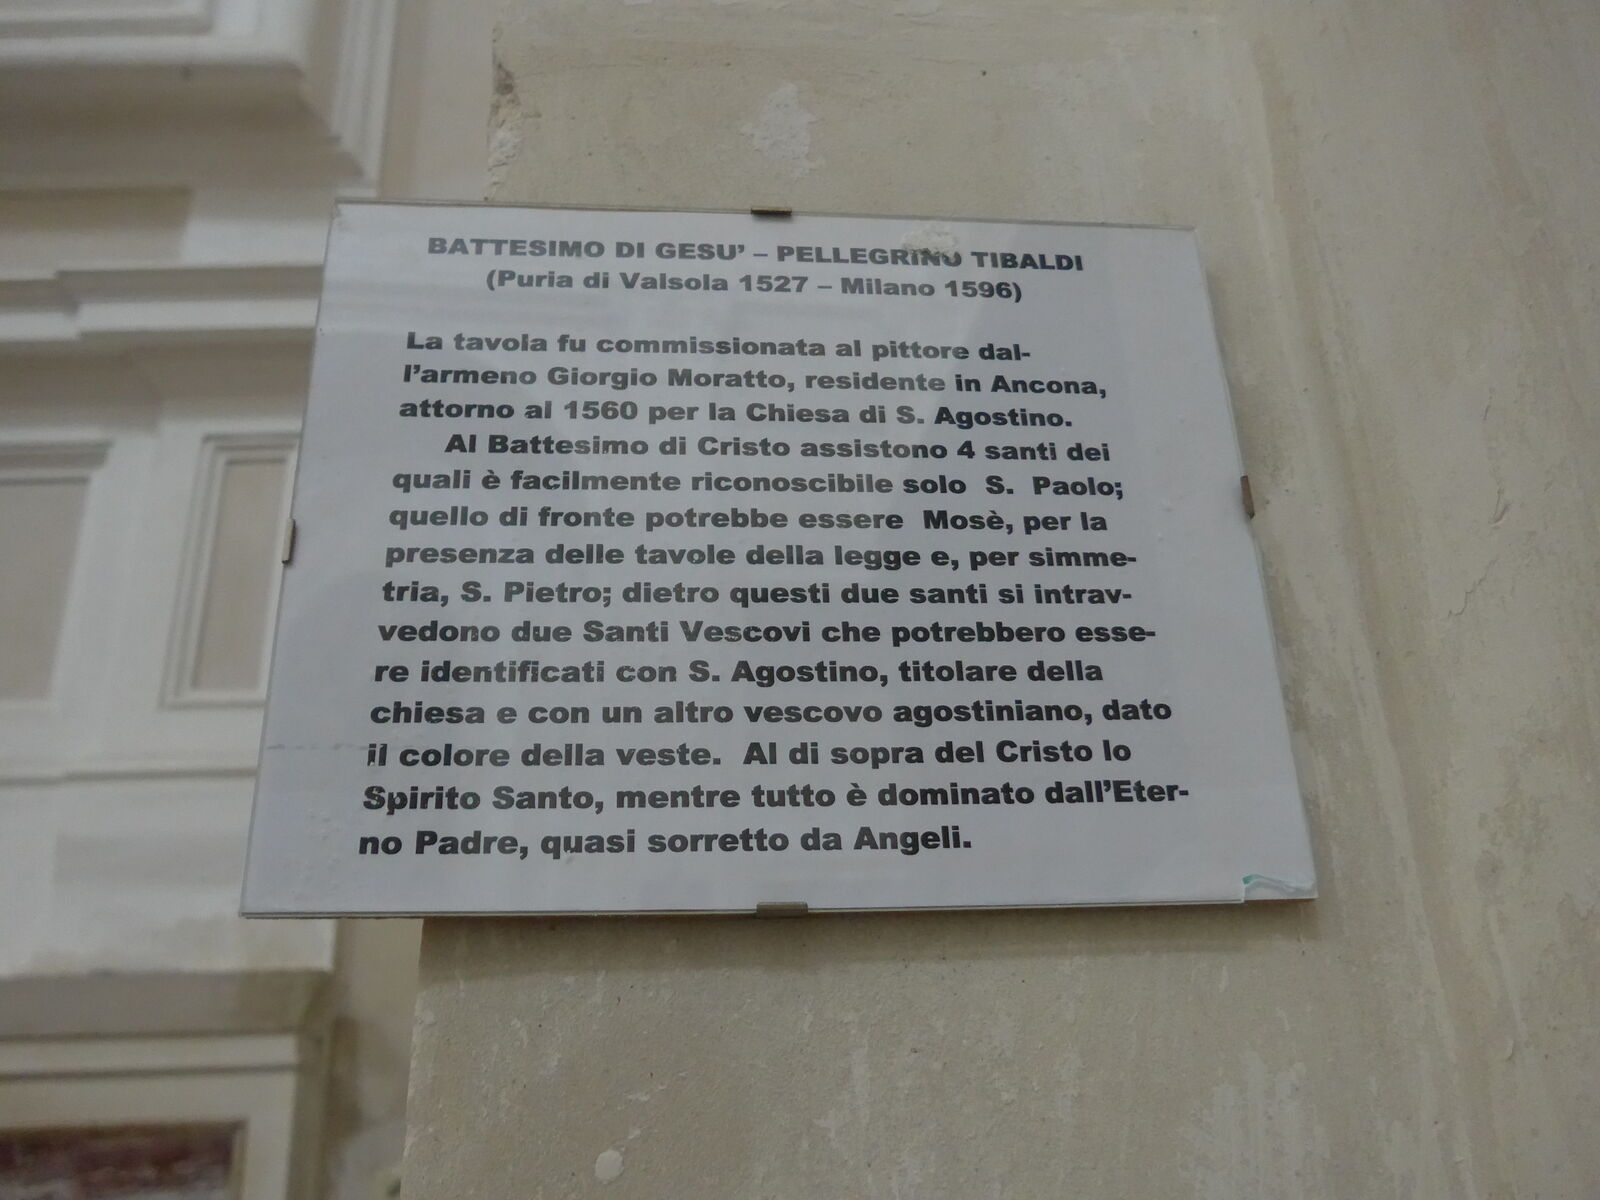 BATTESIMO DI GESU' – PELLEGRINO TIBALDI
(Puria di Valsola 1527 – Milano 1596)
La tavola fu commissionata al pittore dal-
l'armeno Giorgio Moratto, residente in Ancona,
attorno al 1560 per la Chiesa di S. Agostino.
Al Battesimo di Cristo assistono 4 santi dei
quali è facilmente riconoscibile solo S. Paolo;
quello di fronte potrebbe essere Mosè, per la
presenza delle tavole della legge e, per simme-
tria, S. Pietro; dietro questi due santi si intrav-
vedono due Santi Vescovi che potrebbero esse-
re identificati con S. Agostino, titolare della
chiesa e con un altro vescovo agostiniano, dato
il colore della veste. Al di sopra del Cristo lo
Spirito Santo, mentre tutto è dominato dall'Eter-
no Padre, quasi sorretto da Angeli.